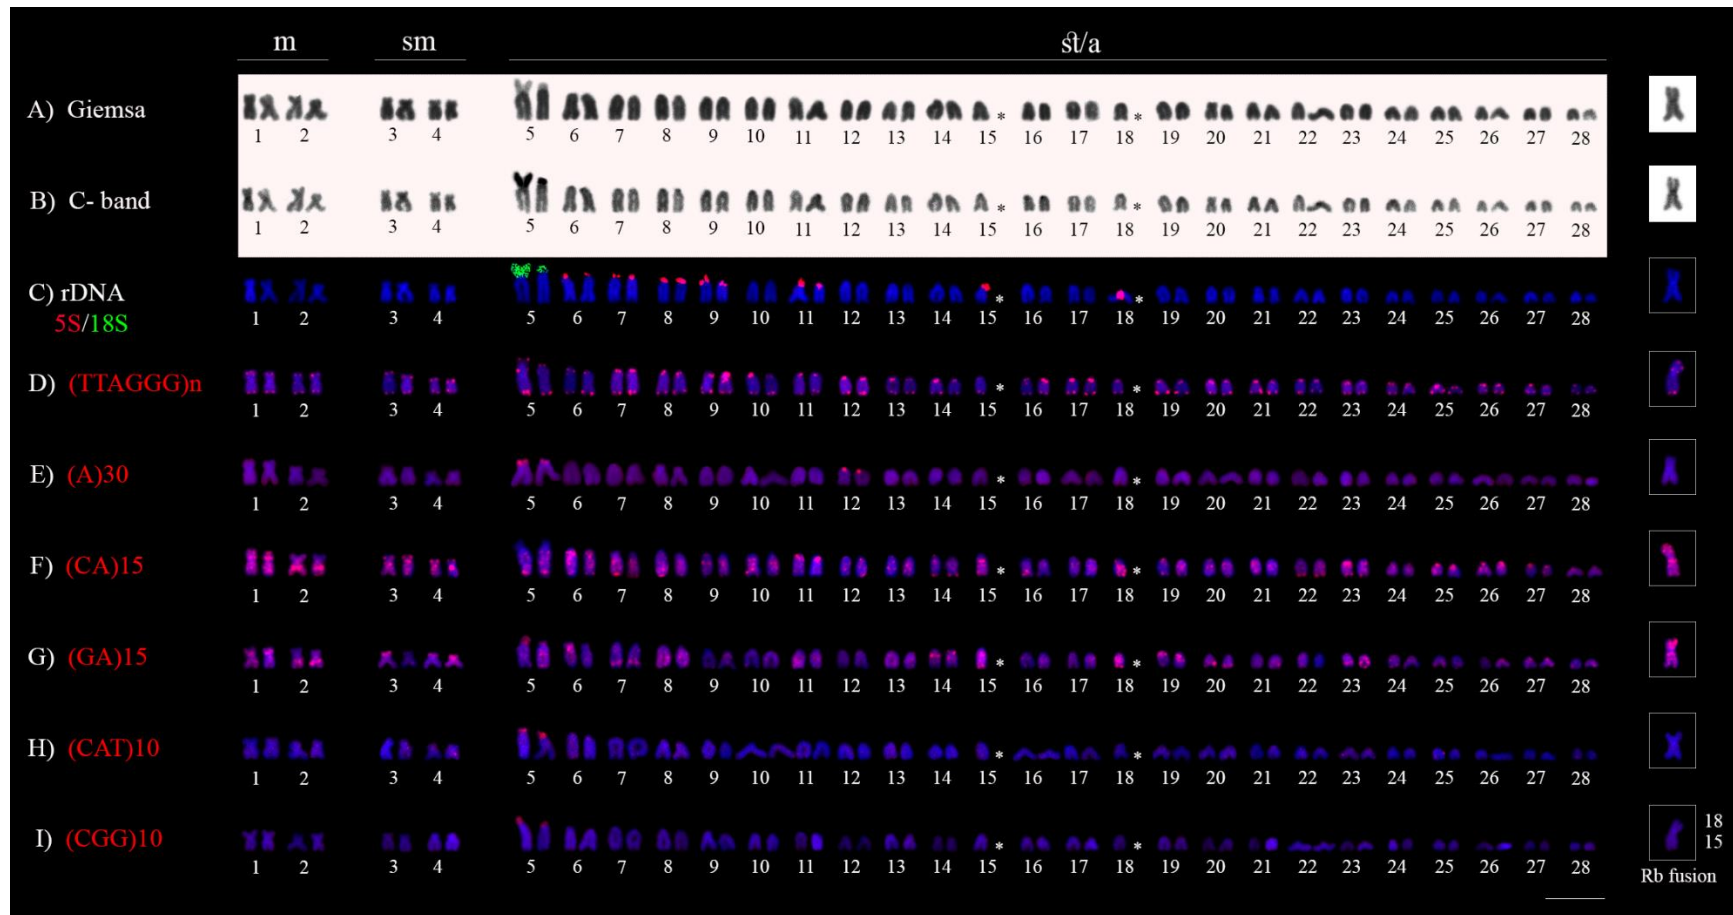 m sm st/a
A) Giemsa
1 2 3 4 5 6 7 8 9 10 11 12 13 14 15 * 16 17 18 * 19 20 21 22 23 24 25 26 27 28
B) C- band
1 2 3 4 5 6 7 8 9 10 11 12 13 14 15 * 16 17 18 * 19 20 21 22 23 24 25 26 27 28
C) rDNA
5S/18S
1 2 3 4 5 6 7 8 9 10 11 12 13 14 15 * 16 17 18 * 19 20 21 22 23 24 25 26 27 28
D) (TTAGGG)n
1 2 3 4 5 6 7 8 9 10 11 12 13 14 15 * 16 17 18 * 19 20 21 22 23 24 25 26 27 28
E) (A)30
1 2 3 4 5 6 7 8 9 10 11 12 13 14 15 * 16 17 18 * 19 20 21 22 23 24 25 26 27 28
F) (CA)15
1 2 3 4 5 6 7 8 9 10 11 12 13 14 15 * 16 17 18 * 19 20 21 22 23 24 25 26 27 28
G) (GA)15
1 2 3 4 5 6 7 8 9 10 11 12 13 14 15 * 16 17 18 * 19 20 21 22 23 24 25 26 27 28
H) (CAT)10
1 2 3 4 5 6 7 8 9 10 11 12 13 14 15 * 16 17 18 * 19 20 21 22 23 24 25 26 27 28
I) (CGG)10
18
15
1 2 3 4 5 6 7 8 9 10 11 12 13 14 15 * 16 17 18 * 19 20 21 22 23 24 25 26 27 28
Rb fusion